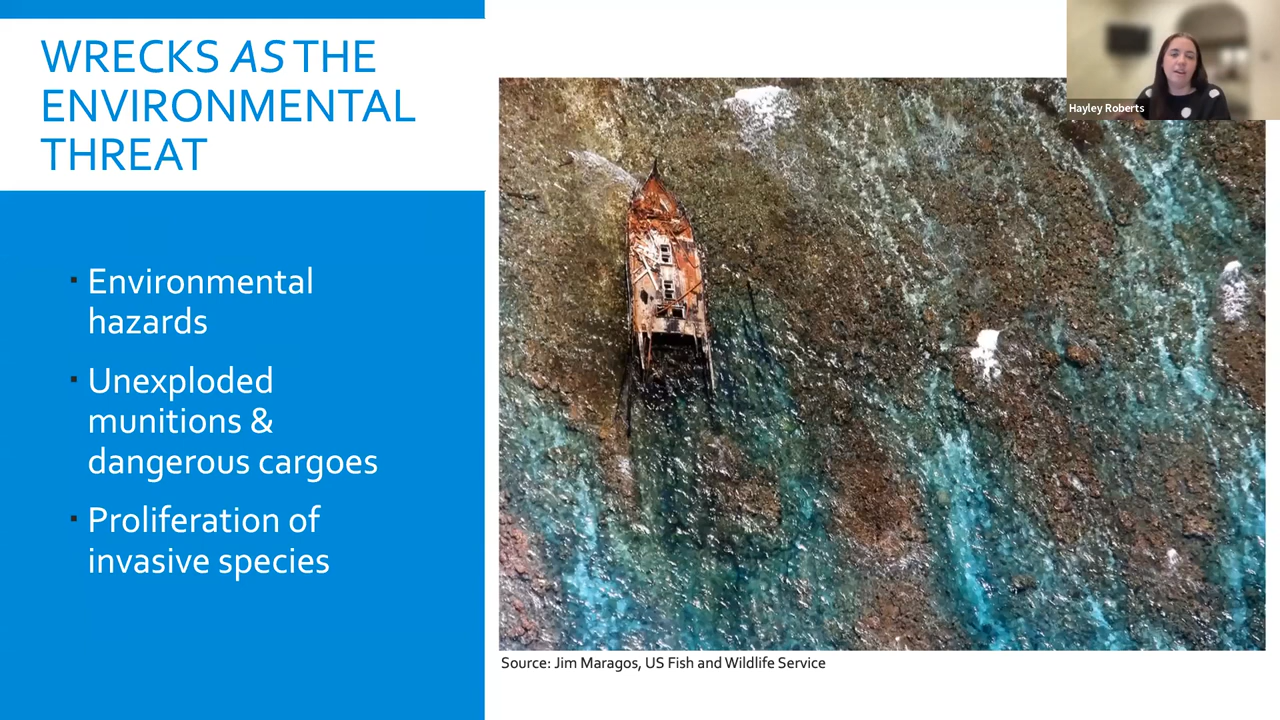 WRECKS AS THE
ENVIRONMENTAL
THREAT
Hayley Roberts
▪ Environmental
hazards
▪ Unexploded
munitions &
dangerous cargoes
▪ Proliferation of
invasive species
Source: Jim Maragos, US Fish and Wildlife Service